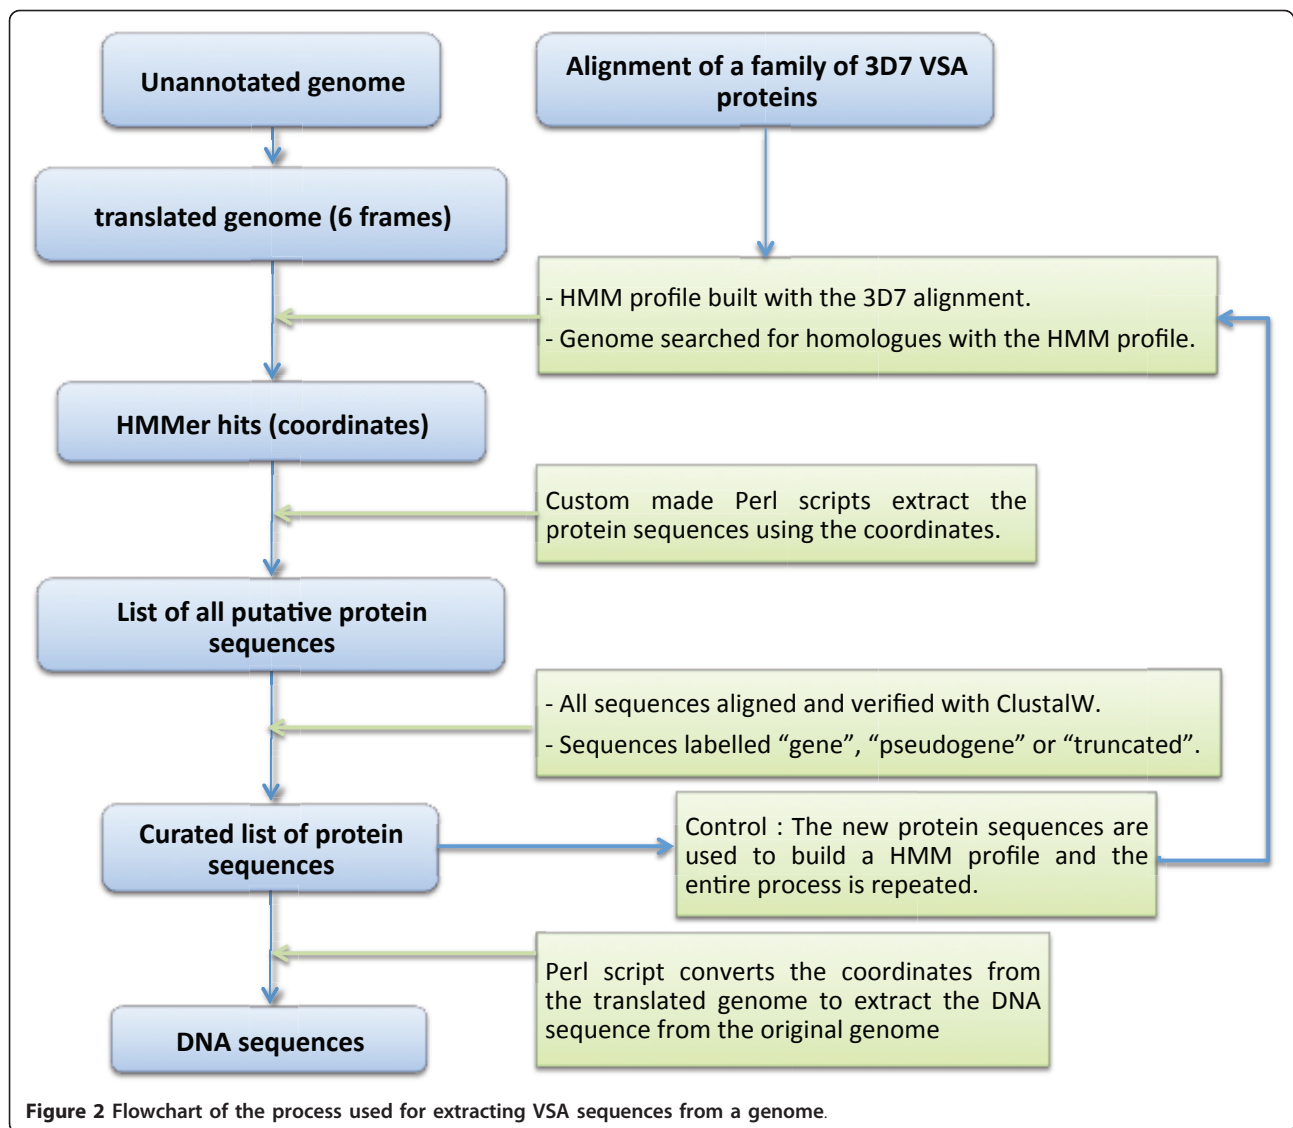 Unannotated genome
Alignment of a family of 3D7 VSA
proteins
translated genome (6 frames)
- HMM profile built with the 3D7 alignment.
- Genome searched for homologues with the HMM profile.
HMMer hits (coordinates)
Custom made Perl scripts extract the
protein sequences using the coordinates.
List of all putative protein
sequences
- All sequences aligned and verified with ClustalW.
- Sequences labelled “gene”, “pseudogene” or “truncated”.
Curated list of protein
sequences
Control : The new protein sequences are
used to build a HMM profile and the
entire process is repeated.
Perl script converts the coordinates from
the translated genome to extract the DNA
sequence from the original genome
DNA sequences
Figure 2 Flowchart of the process used for extracting VSA sequences from a genome.